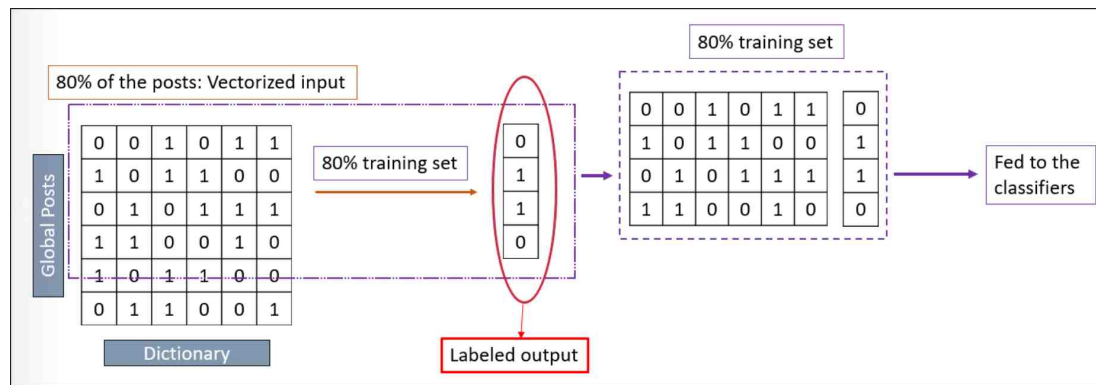 80% training set
80% of the posts: Vectorized input
0 0 1 0 1 1
1 0 1 1 0 0
0 1 0 1 1 1
1 1 0 0 1 0
1 0 1 1 0 0
0 1 1 0 0 1
Global Posts
Dictionary
80% training set
0
1
1
0
Labeled output
0 0 1 0 1 1 0
1 0 1 1 0 0 1
0 1 0 1 1 1 1
1 1 0 0 1 0 0
Fed to the
classifiers